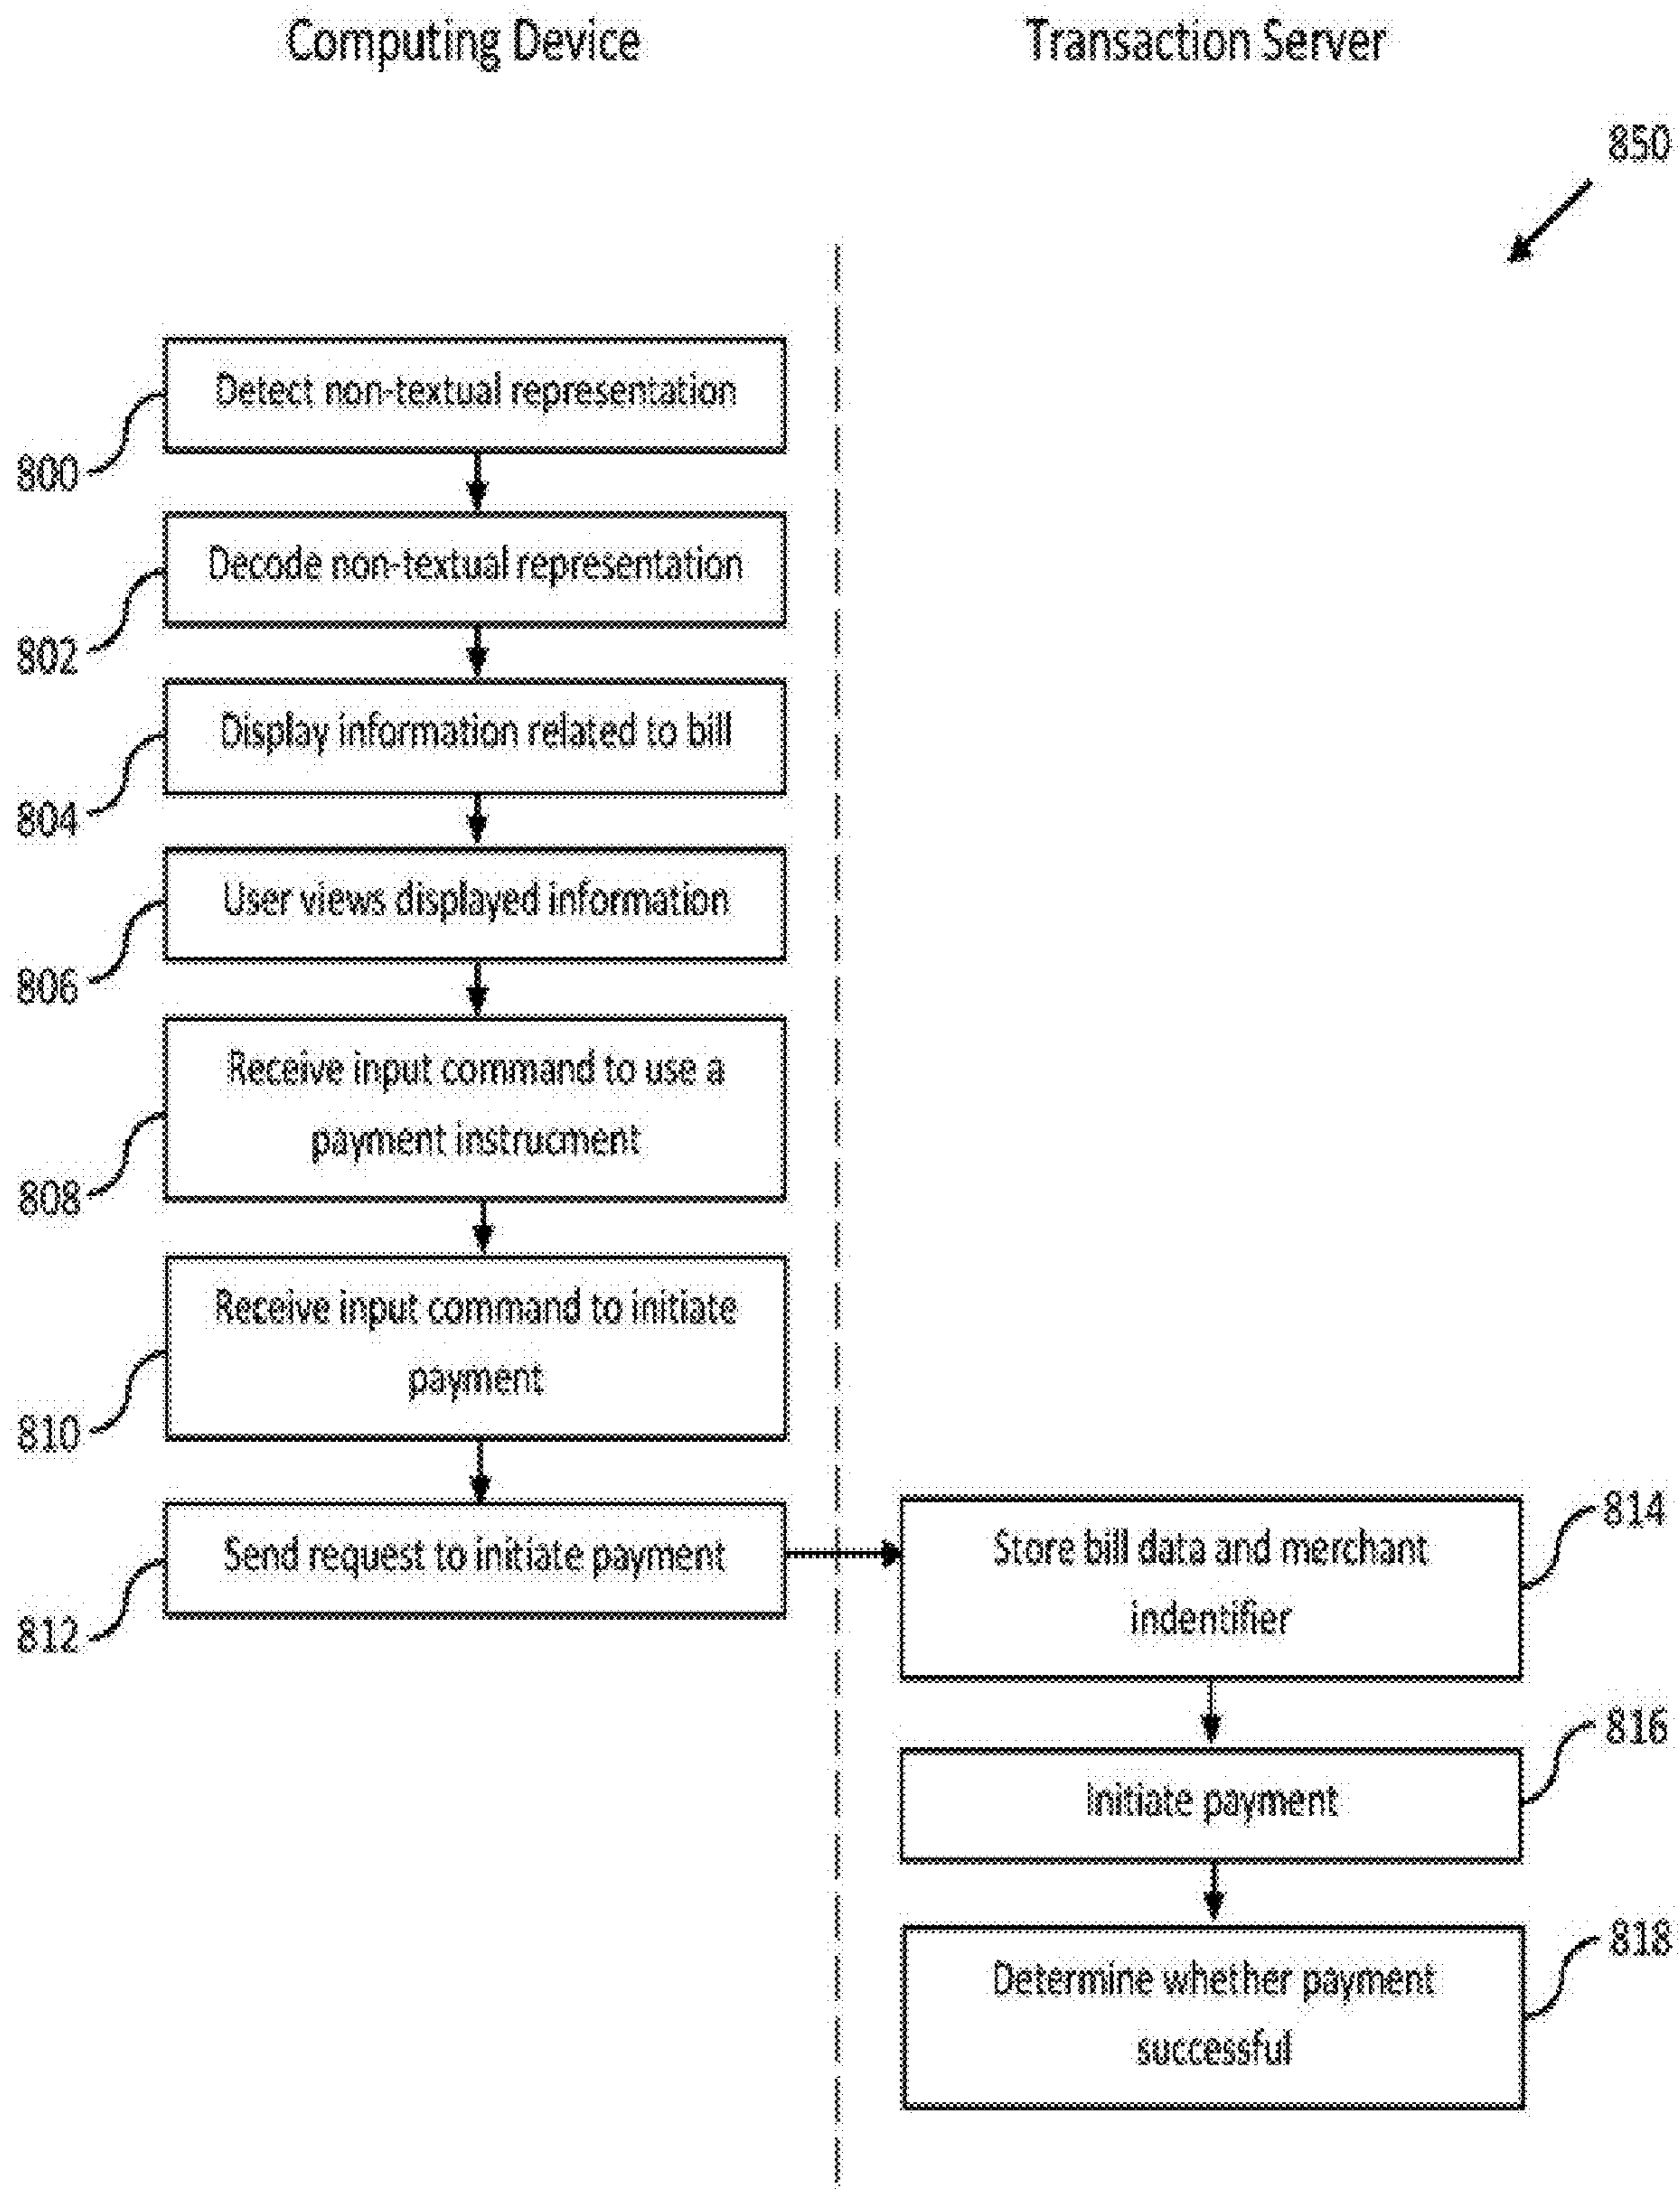 Computing Device
Transaction Server
850
Detect non-textual representation
800
Decode non-textual representation
802
Display information related to bill
804
User views displayed information
806
Receive input command to use a
payment instrucment
808
Receive input command to initiate
payment
810
Send request to initiate payment
812
Store bill data and merchant
indentifier
814
Initiate payment
816
Determine whether payment
successful
818